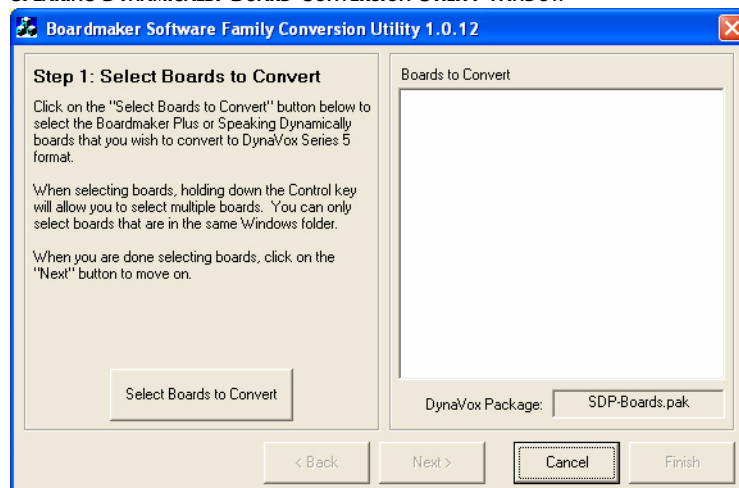 Boardmaker Software Family Conversion Utility 1.0.12
Step 1: Select Boards to Convert
Click on the "Select Boards to Convert" button below to
select the Boardmaker Plus or Speaking Dynamically
boards that you wish to convert to DynaVox Series 5
format.
When selecting boards, holding down the Control key
will allow you to select multiple boards.  You can only
select boards that are in the same Windows folder.
When you are done selecting boards, click on the
"Next" button to move on.
Select Boards to Convert
Boards to Convert
DynaVox Package:
SDP-Boards.pak
< Back
Next >
Cancel
Finish